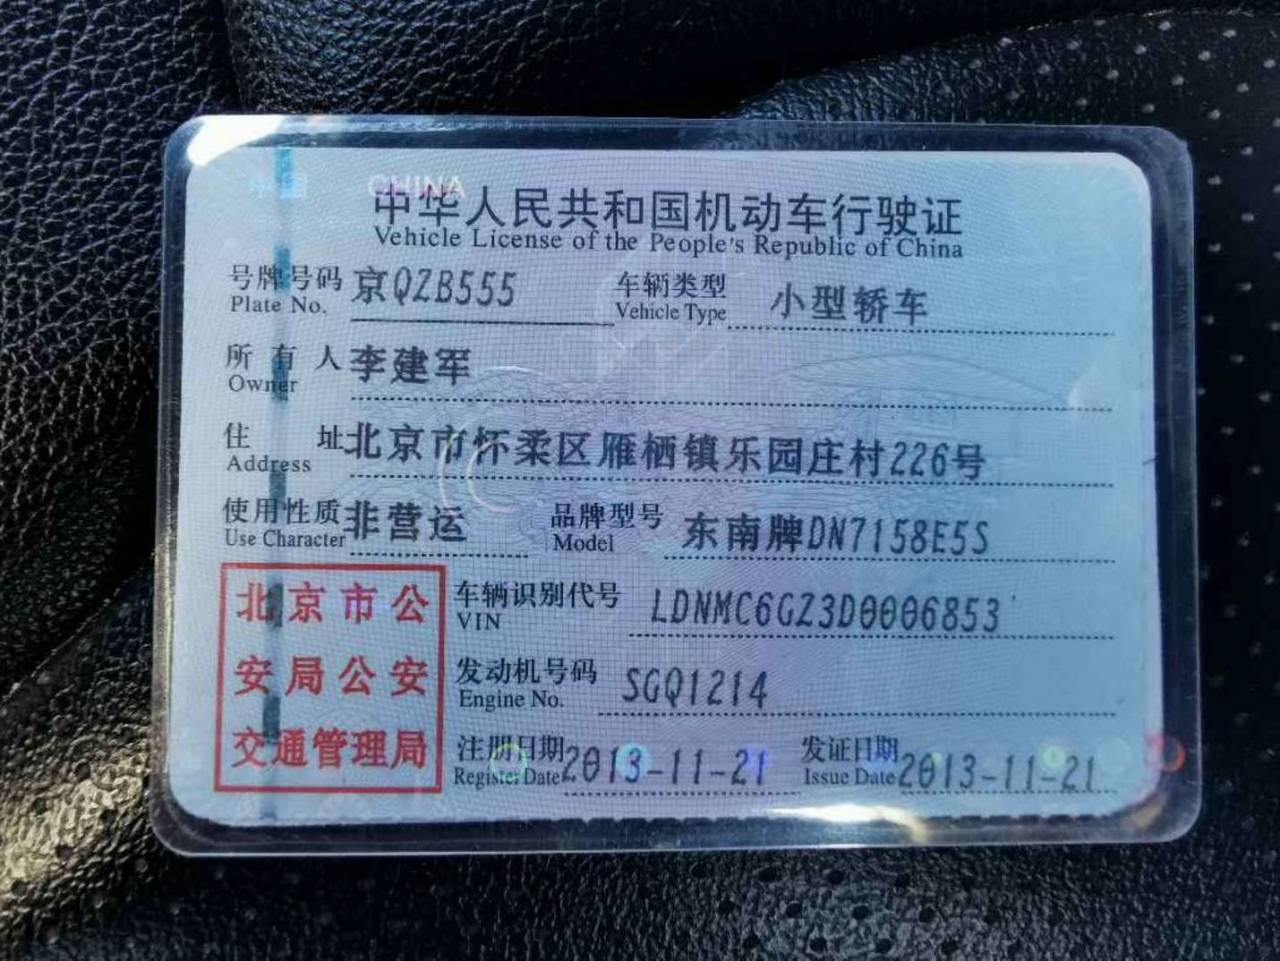 中国 CHINA
中华人民共和国机动车行驶证
Vehicle License of the People's Republic of China
号牌号码 京QZB555 车辆类型 小型轿车
Plate No. Vehicle Type
所有人 李建军
Owner
住址 北京市怀柔区雁栖镇乐园庄村226号
Address
使用性质 非营运 品牌型号 东南牌DN7158E5S
Use Character Model
北京市公
安局公安
交通管理局
车辆识别代号 LDNMC6GZ3D0006853
VIN
发动机号码 SGQ1214
Engine No.
注册日期 2013-11-21 发证日期 2013-11-21
Register Date Issue Date